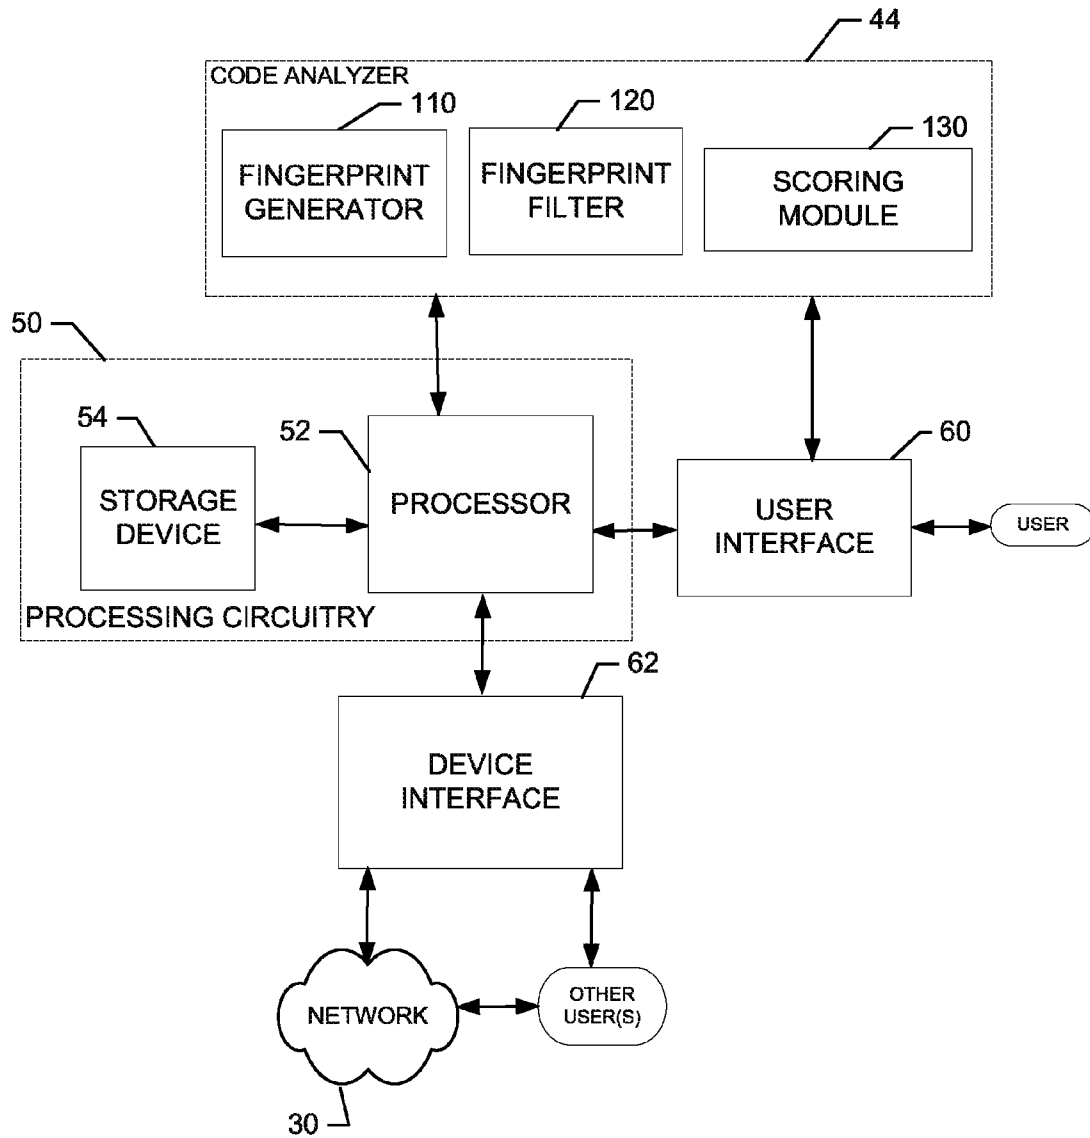 44
CODE ANALYZER
110
120
130
FINGERPRINT
GENERATOR
FINGERPRINT
FILTER
SCORING
MODULE
50
54
52
60
STORAGE
DEVICE
PROCESSOR
USER
INTERFACE
USER
PROCESSING CIRCUITRY
62
DEVICE
INTERFACE
NETWORK
OTHER
USER(S)
30